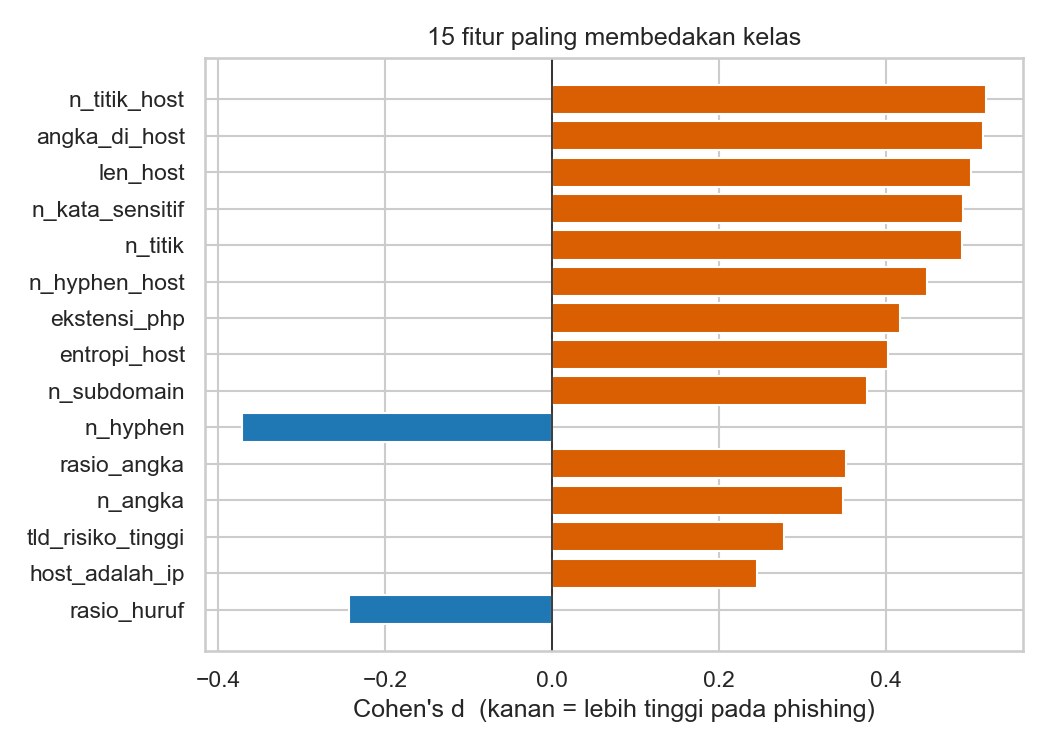 15 fitur paling membedakan kelas
n_titik_host
angka_di_host
len_host
n_kata_sensitif
n_titik
n_hyphen_host
ekstensi_php
entropi_host
n_subdomain
n_hyphen
rasio_angka
n_angka
tld_risiko_tinggi
host_adalah_ip
rasio_huruf
−0.4 −0.2 0.0 0.2 0.4
Cohen's d (kanan = lebih tinggi pada phishing)